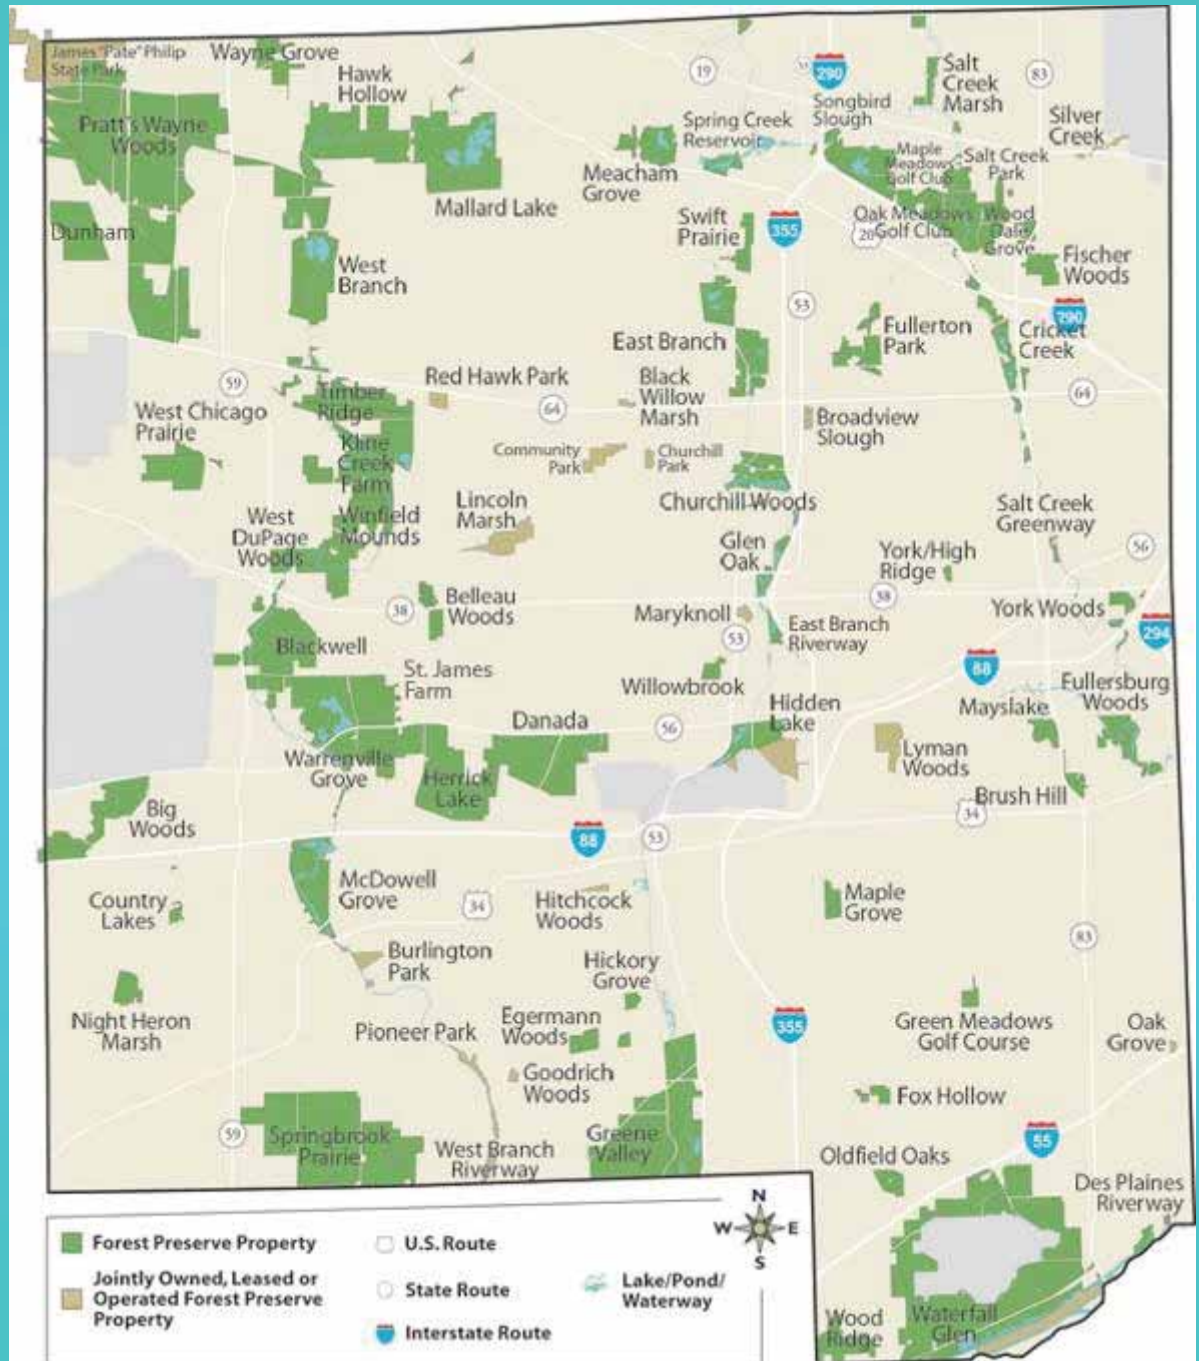 James "Pate" Philip
State Park
Wayne Grove
Hawk
Hollow
19
290
Salt
Creek
Marsh
83
Songbird
Slough
Silver
Creek
Pratt's Wayne
Woods
Spring Creek
Reservoir
Maple
Meadows
Golf Club
Salt Creek
Park
Meacham
Grove
Mallard Lake
Swift
Prairie
355
Oak Meadows
Golf Club
20
Wood
Dale
Grove
Dunham
West
Branch
Fischer
Woods
53
290
Fullerton
Park
Cricket
Creek
East Branch
59
Timber
Ridge
Red Hawk Park
64
Black
Willow
Marsh
64
West Chicago
Prairie
Broadview
Slough
Kline
Creek
Farm
Community
Park
Churchill
Park
Churchill Woods
Lincoln
Marsh
Salt Creek
Greenway
West
DuPage
Woods
Winfield
Mounds
Glen
Oak
York/High
Ridge
56
38
Belleau
Woods
Maryknoll
53
38
York Woods
East Branch
Riverway
294
Blackwell
88
St. James
Farm
Willowbrook
Hidden
Lake
Mayslake
Fullersburg
Woods
Danada
56
Warrenville
Grove
Herrick
Lake
Lyman
Woods
Big
Woods
Brush Hill
34
88
53
McDowell
Grove
Country
Lakes
34
Hitchcock
Woods
Maple
Grove
83
Burlington
Park
Hickory
Grove
Night Heron
Marsh
Pioneer Park
Egermann
Woods
355
Green Meadows
Golf Course
Oak
Grove
Goodrich
Woods
Fox Hollow
59
Springbrook
Prairie
West Branch
Riverway
Greene
Valley
55
Oldfield Oaks
Des Plaines
Riverway
Wood
Ridge
Waterfall
Glen
N
W
E
S
Forest Preserve Property
Jointly Owned, Leased or
Operated Forest Preserve
Property
U.S. Route
State Route
Interstate Route
Lake/Pond/
Waterway